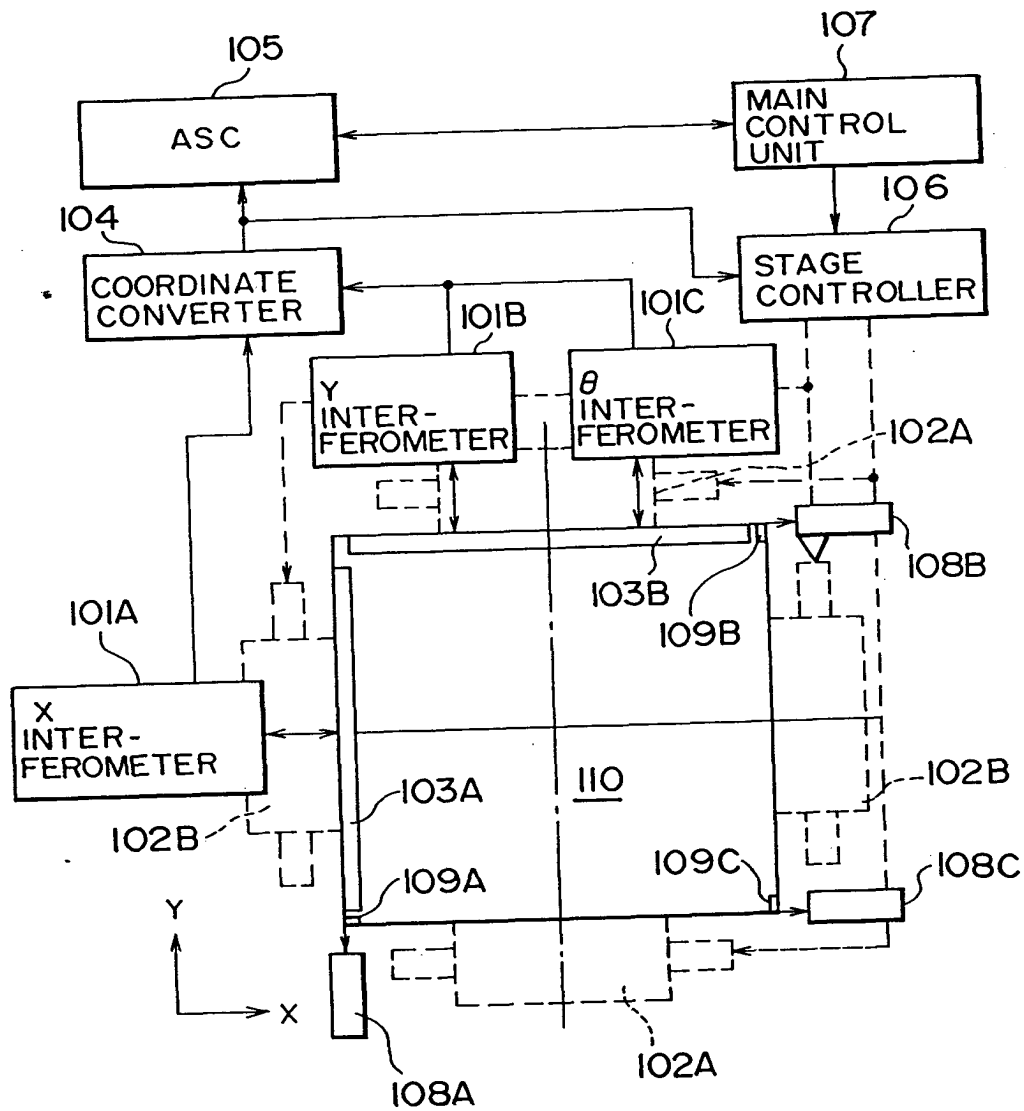 105
107
ASC
MAIN
CONTROL
UNIT
104
106
COORDINATE
CONVERTER
STAGE
CONTROLLER
101B
101C
Y
INTER-
FEROMETER
θ
INTER-
FEROMETER
102A
108B
103B
109B
101A
X
INTER-
FEROMETER
103A
110
102B
102B
109A
109C
108C
Y
X
108A
102A